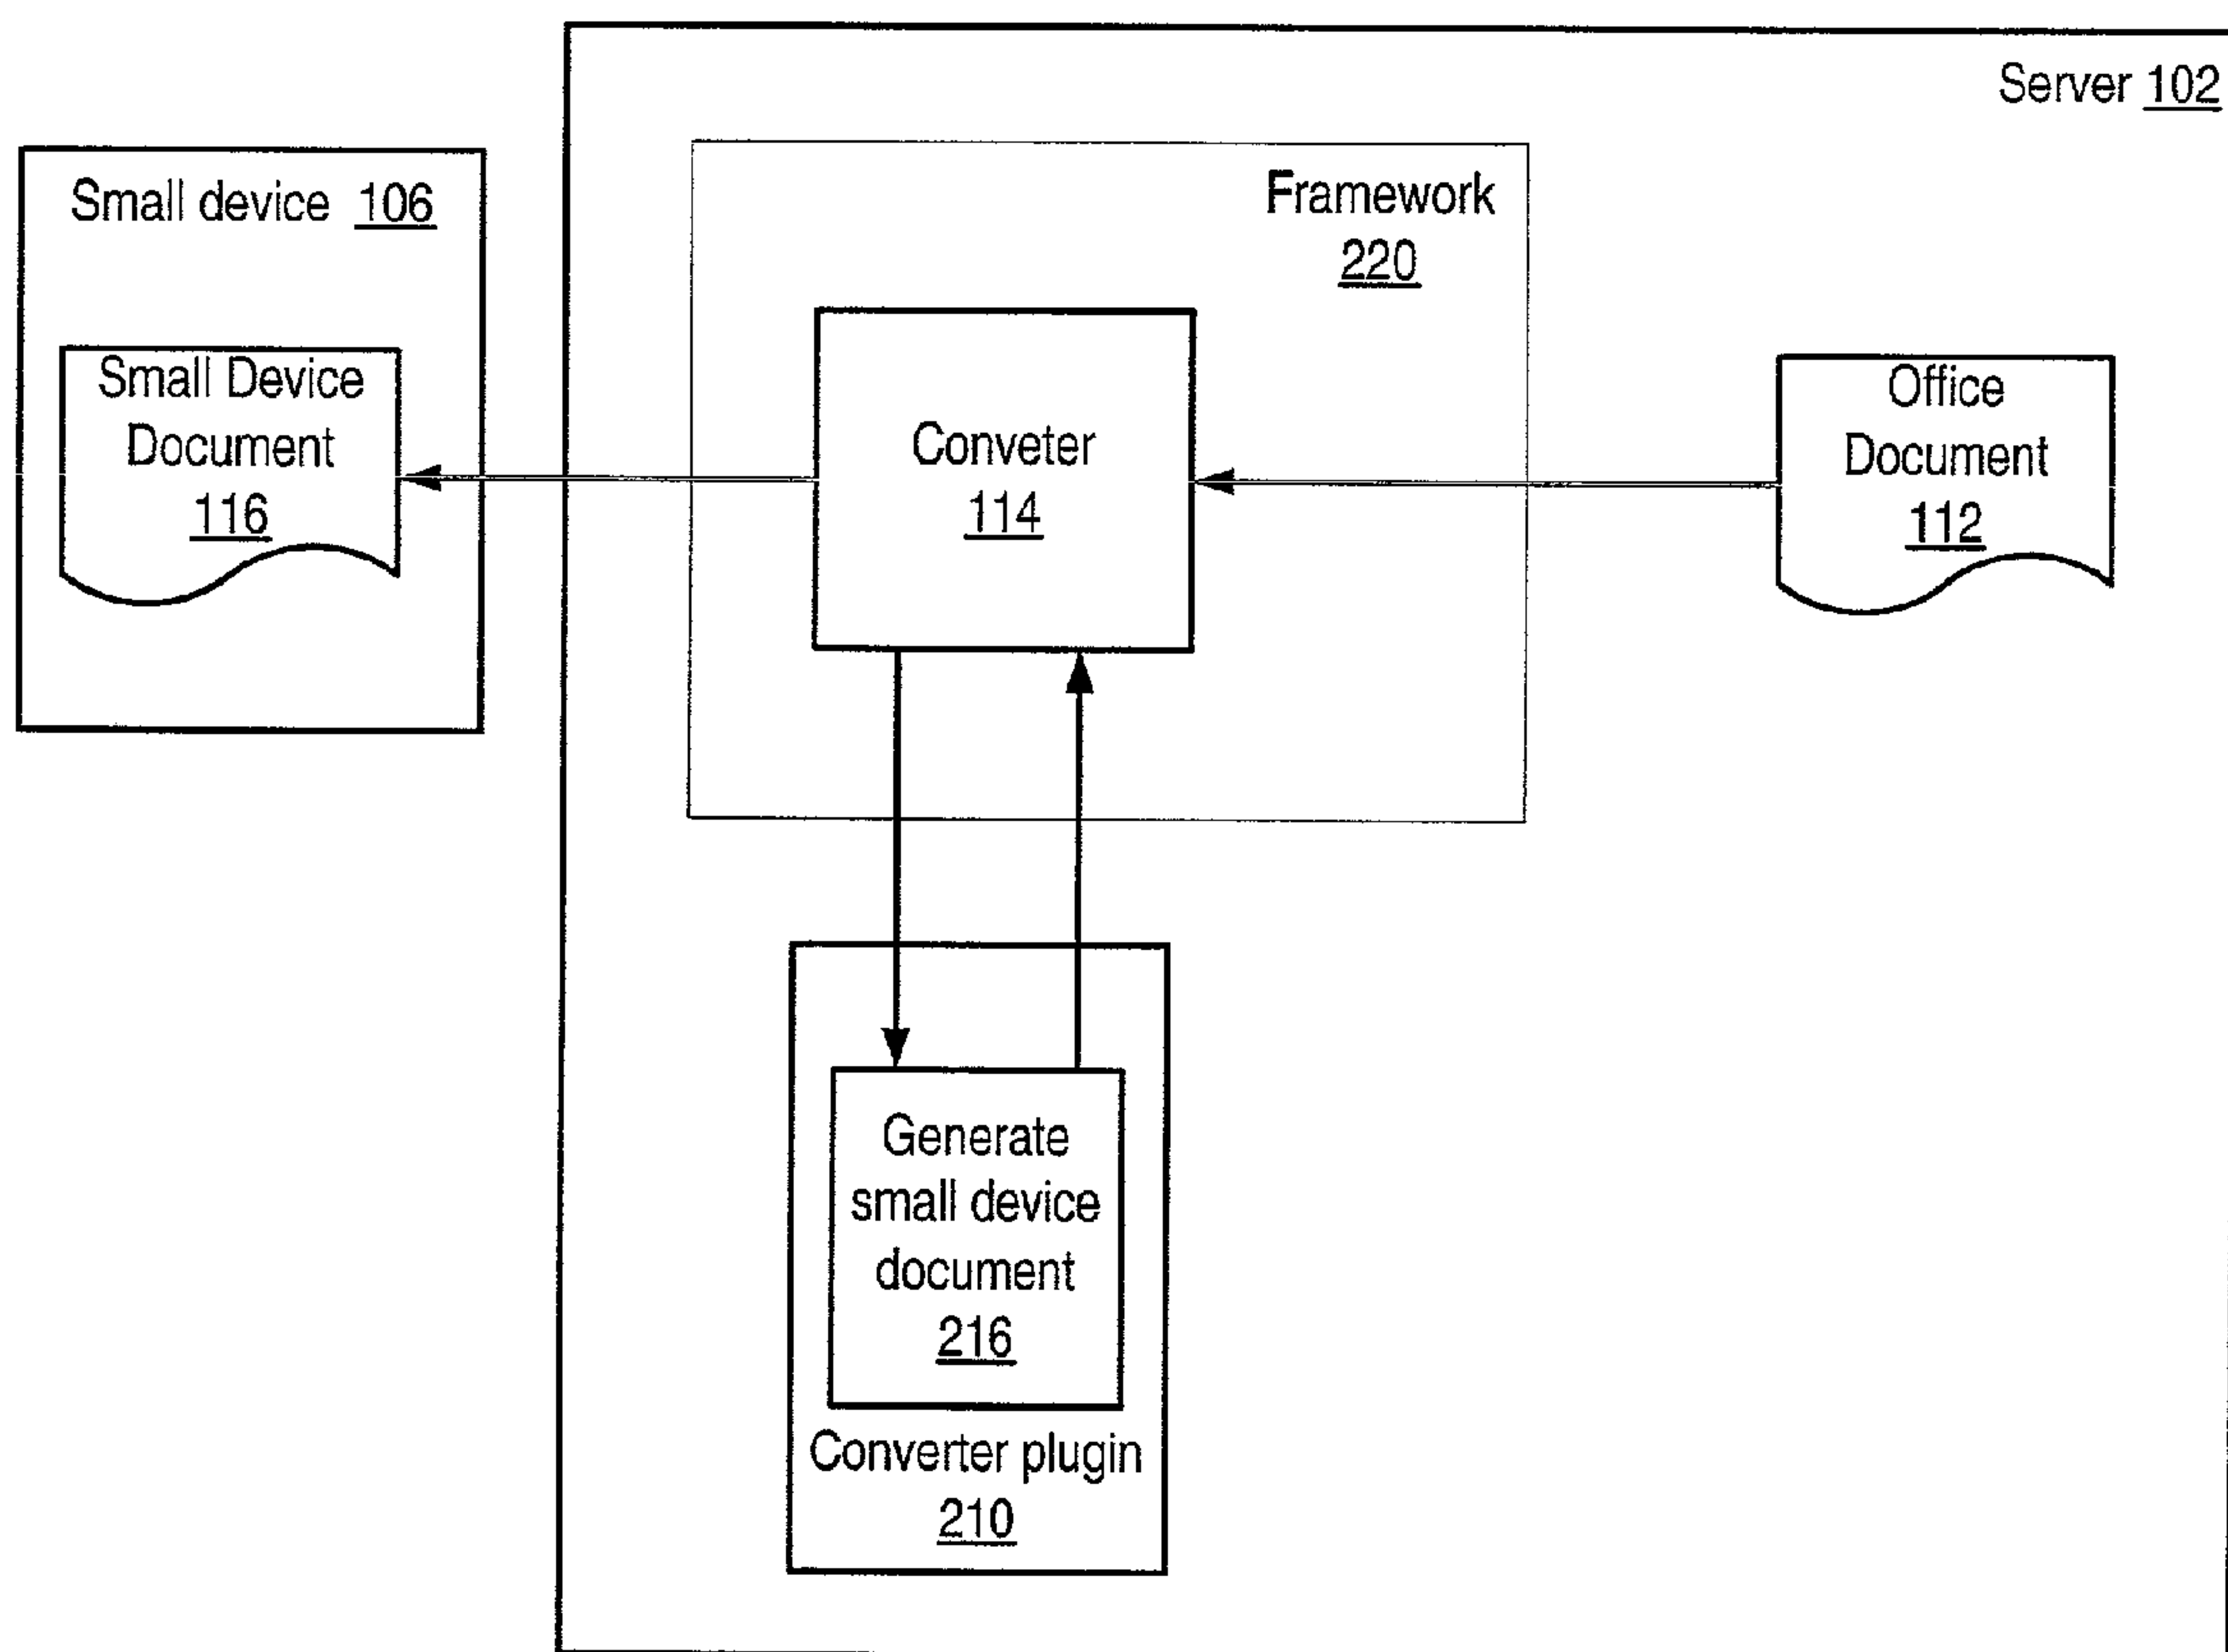 Server 102
Small device 106
Framework
220
Small Device
Document
116
Conveter
114
Office
Document
112
Generate
small device
document
216
Converter plugin
210